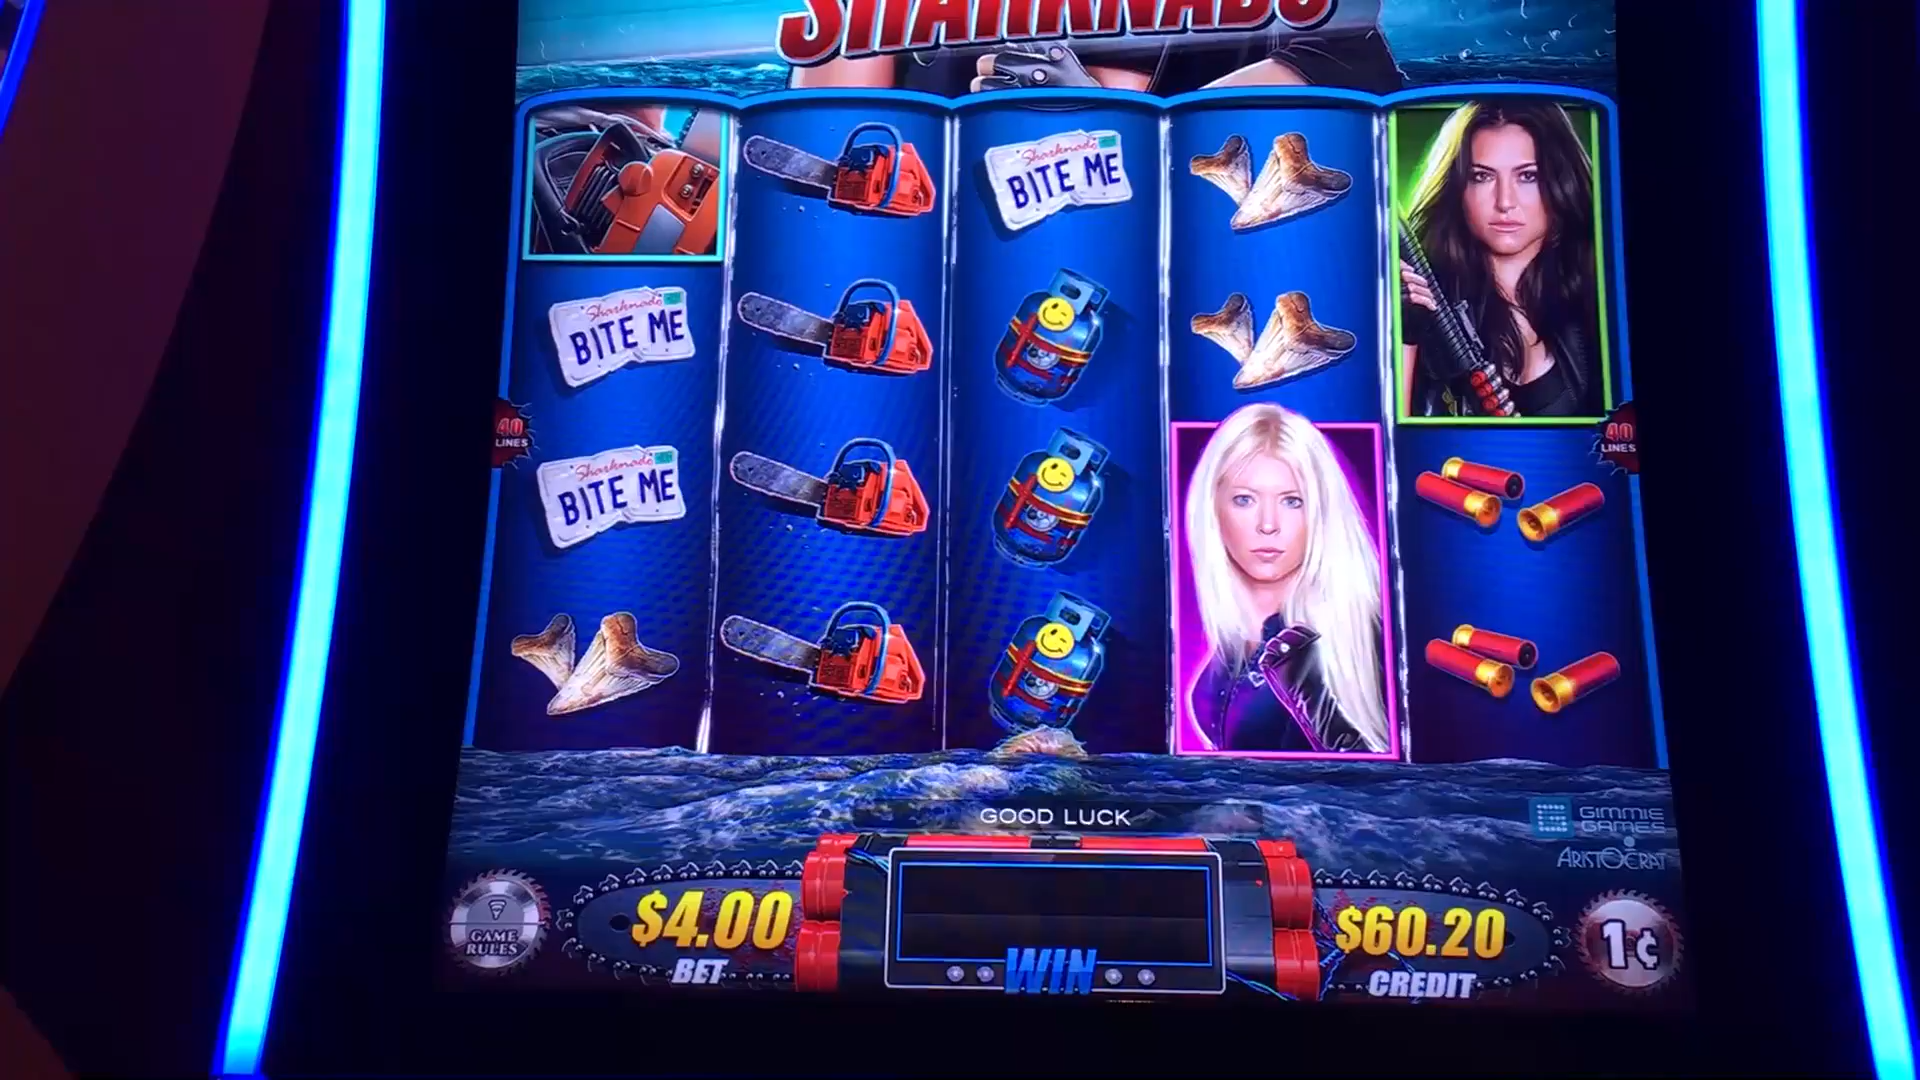 SHARKNADO
Sharknado
BITE ME
Sharknado
BITE ME
40
LINES
40
LINES
Sharknado
BITE ME
GOOD LUCK
GIMMIE
GAMES
ARISTOCRAT
GAME
RULES
$4.00
BET
WIN
$60.20
CREDIT
1¢